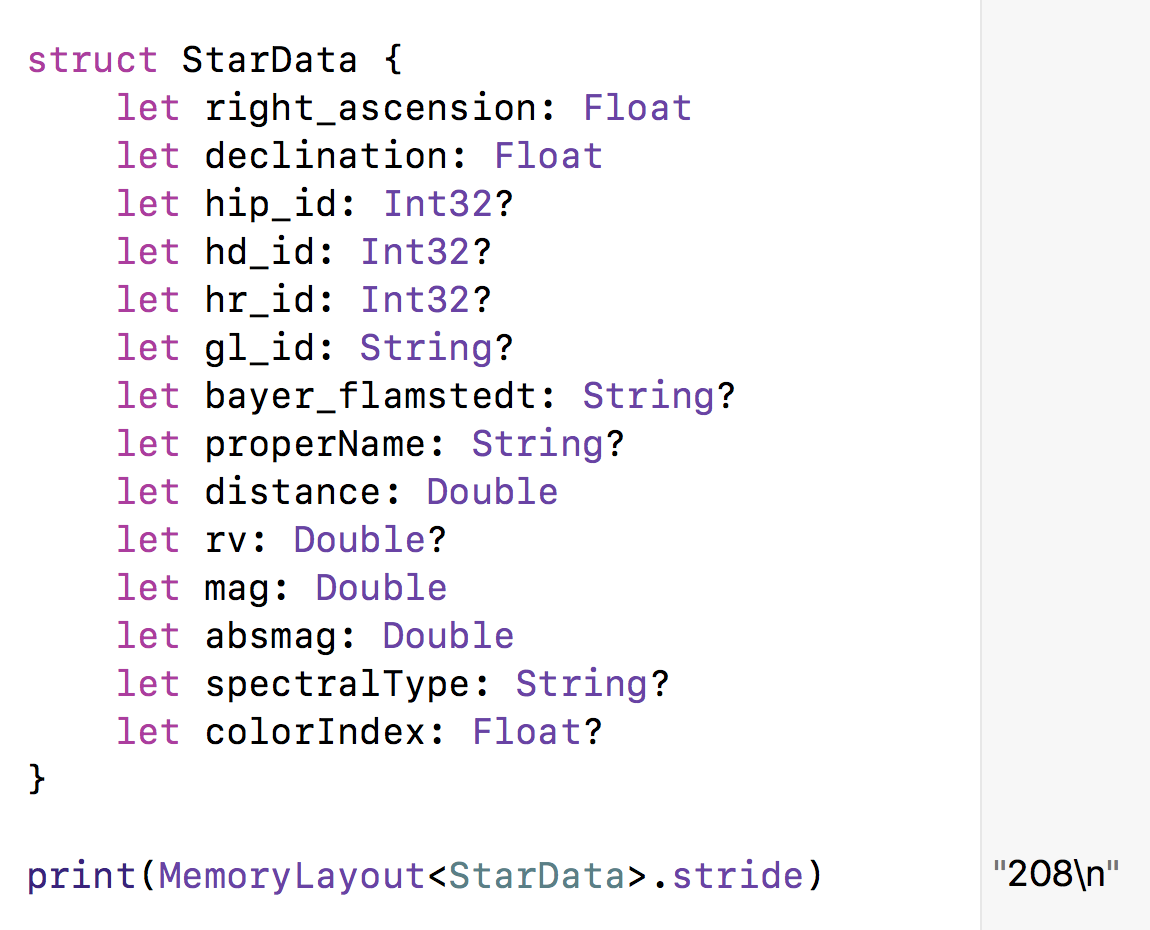 struct StarData {
    let right_ascension: Float
    let declination: Float
    let hip_id: Int32?
    let hd_id: Int32?
    let hr_id: Int32?
    let gl_id: String?
    let bayer_flamstedt: String?
    let properName: String?
    let distance: Double
    let rv: Double?
    let mag: Double
    let absmag: Double
    let spectralType: String?
    let colorIndex: Float?
}
print(MemoryLayout<StarData>.stride) "208\n"